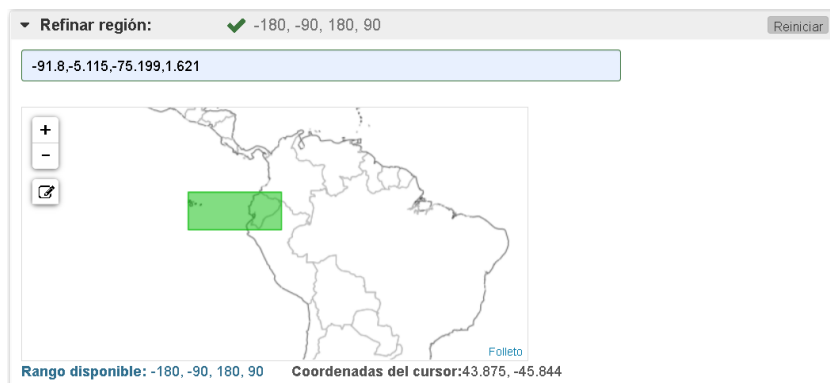 Refinar región: -180, -90, 180, 90 Reiniciar
-91.8,-5.115,-75.199,1.621
+
−
Folleto
Rango disponible: -180, -90, 180, 90 Coordenadas del cursor:43.875, -45.844